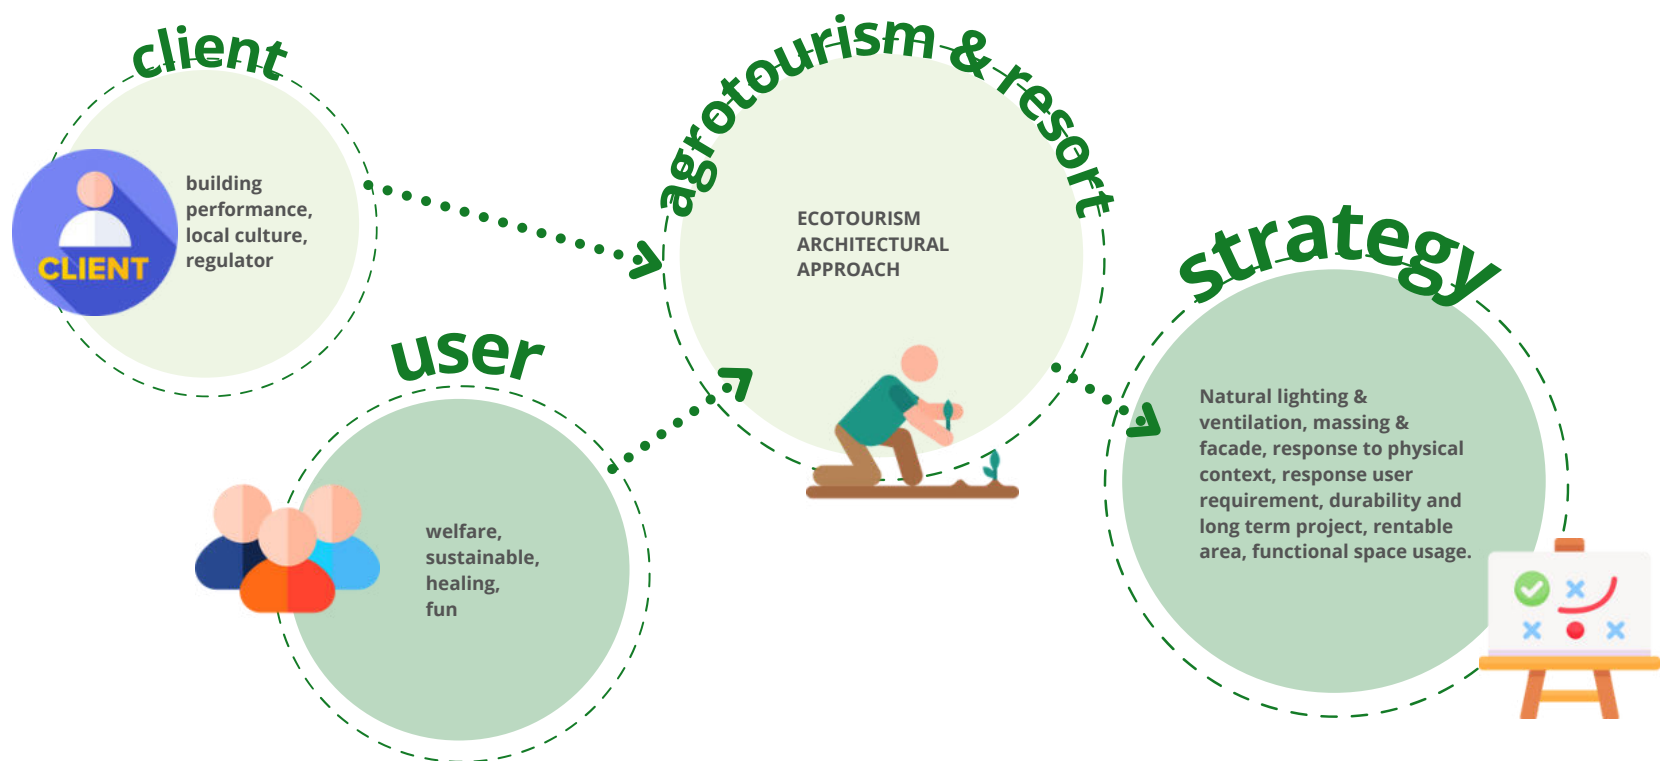 client
CLIENT
building
performance,
local culture,
regulator
user
welfare,
sustainable,
healing,
fun
agrotourism & resort
ECOTOURISM
ARCHITECTURAL
APPROACH
strategy
Natural lighting &
ventilation, massing &
facade, response to physical
context, response user
requirement, durability and
long term project, rentable
area, functional space usage.